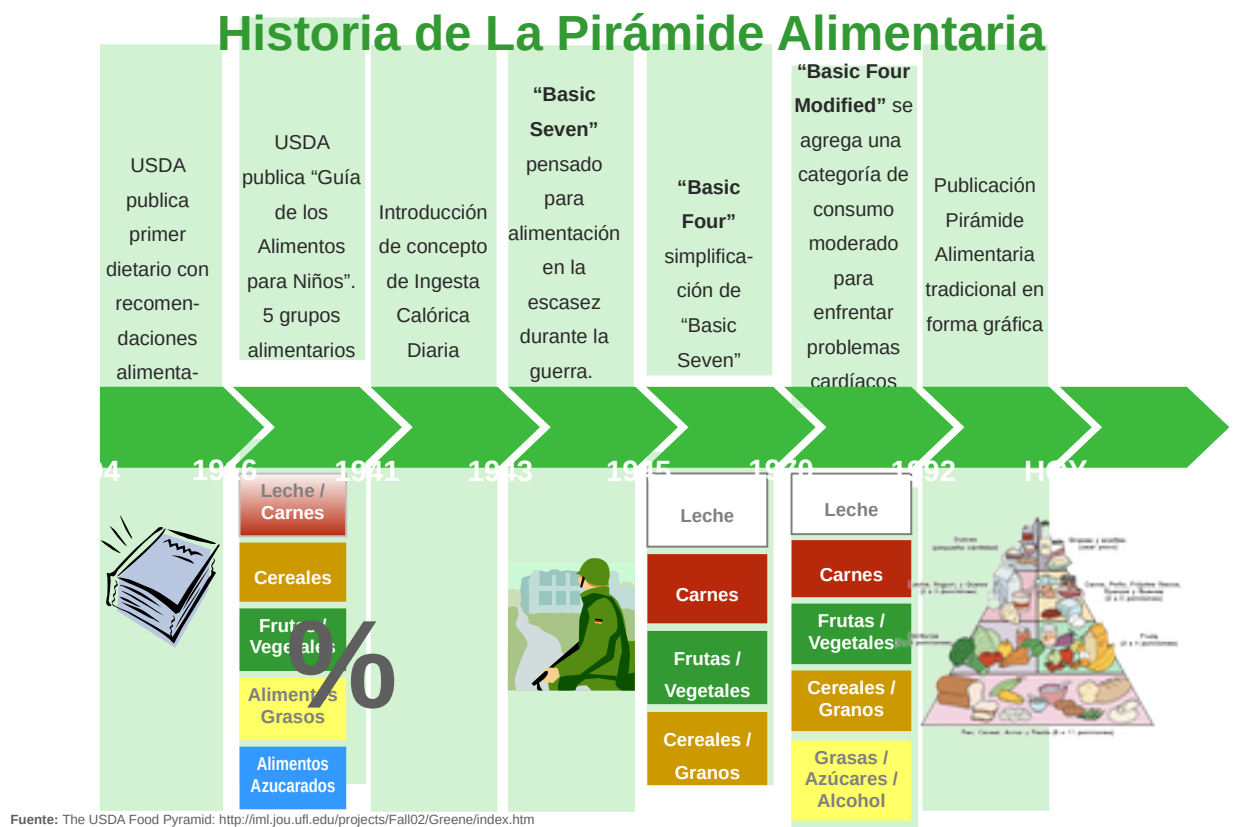 Historia de La Pirámide Alimentaria
USDA
publica
primer
dietario con
recomen-
daciones
alimenta-
USDA
publica “Guía
de los
Alimentos
para Niños”.
5 grupos
alimentarios
Introducción
de concepto
de Ingesta
Calórica
Diaria
“Basic
Seven”
pensado
para
alimentación
en la
escasez
durante la
guerra.
“Basic
Four”
simplifica-
ción de
“Basic
Seven”
“Basic Four
Modified” se
agrega una
categoría de
consumo
moderado
para
enfrentar
problemas
cardíacos
Publicación
Pirámide
Alimentaria
tradicional en
forma gráfica
1941
1943
HOY
Leche /
Carnes
Cereales
Frutas /
Vegetales
Alimentos
Grasos
Alimentos
Azucarados
%
Leche
Carnes
Frutas /
Vegetales
Cereales /
Granos
Leche
Carnes
Frutas /
Vegetales
Cereales /
Granos
Grasas /
Azúcares /
Alcohol
Fuente: The USDA Food Pyramid: http://iml.jou.ufl.edu/projects/Fall02/Greene/index.htm